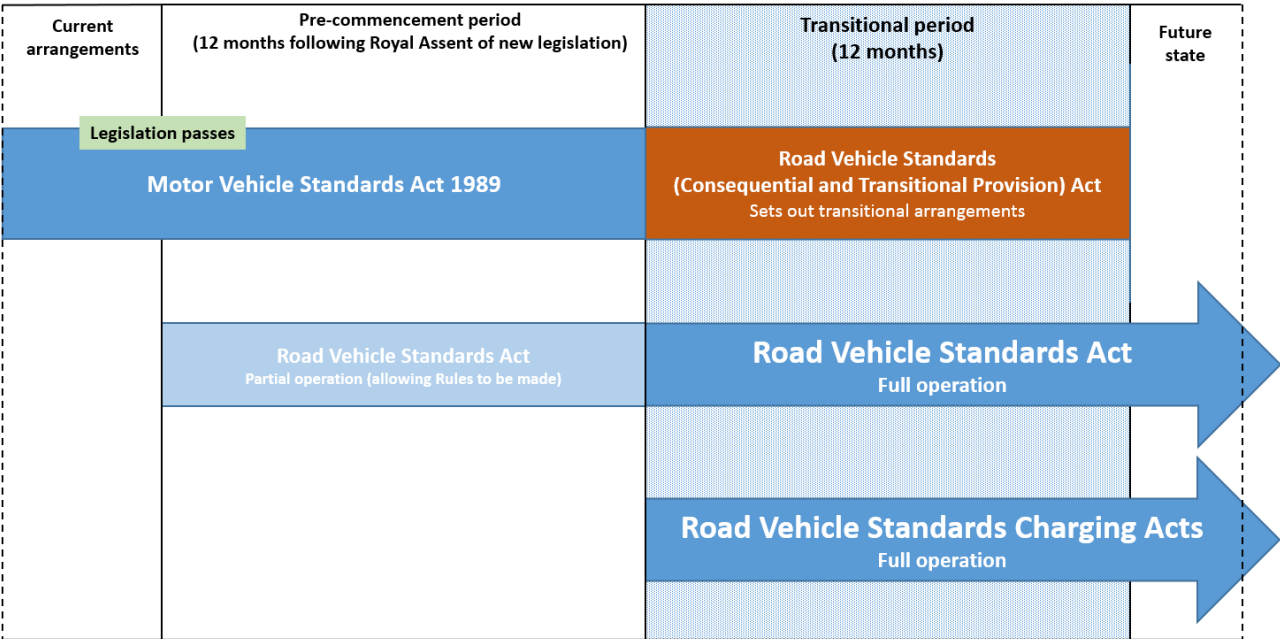 Current
arrangements
Pre-commencement period
(12 months following Royal Assent of new legislation)
Transitional period
(12 months)
Future
state
Legislation passes
Motor Vehicle Standards Act 1989
Road Vehicle Standards
(Consequential and Transitional Provision) Act
Sets out transitional arrangements
Road Vehicle Standards Act
Partial operation (allowing Rules to be made)
Road Vehicle Standards Act
Full operation
Road Vehicle Standards Charging Acts
Full operation